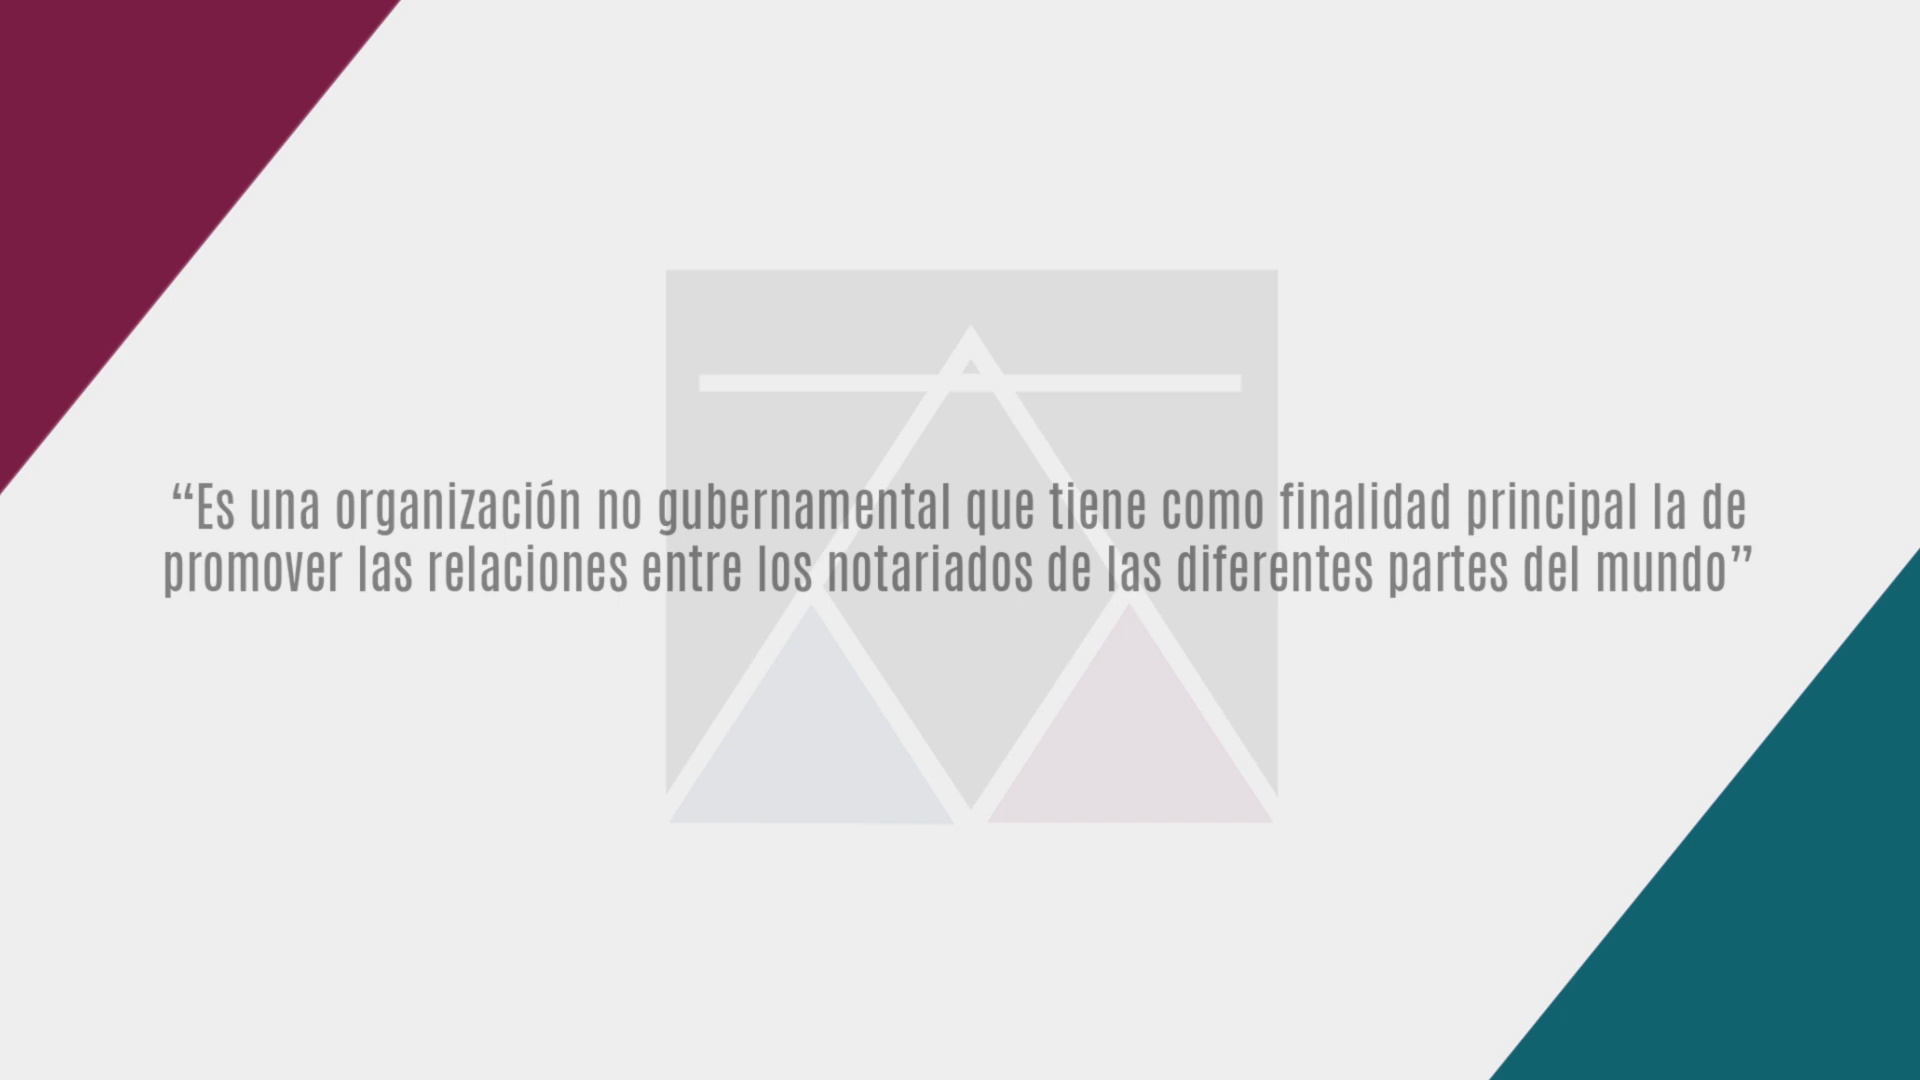 “Es una organización no gubernamental que tiene como finalidad principal la de
promover las relaciones entre los notariados de las diferentes partes del mundo”